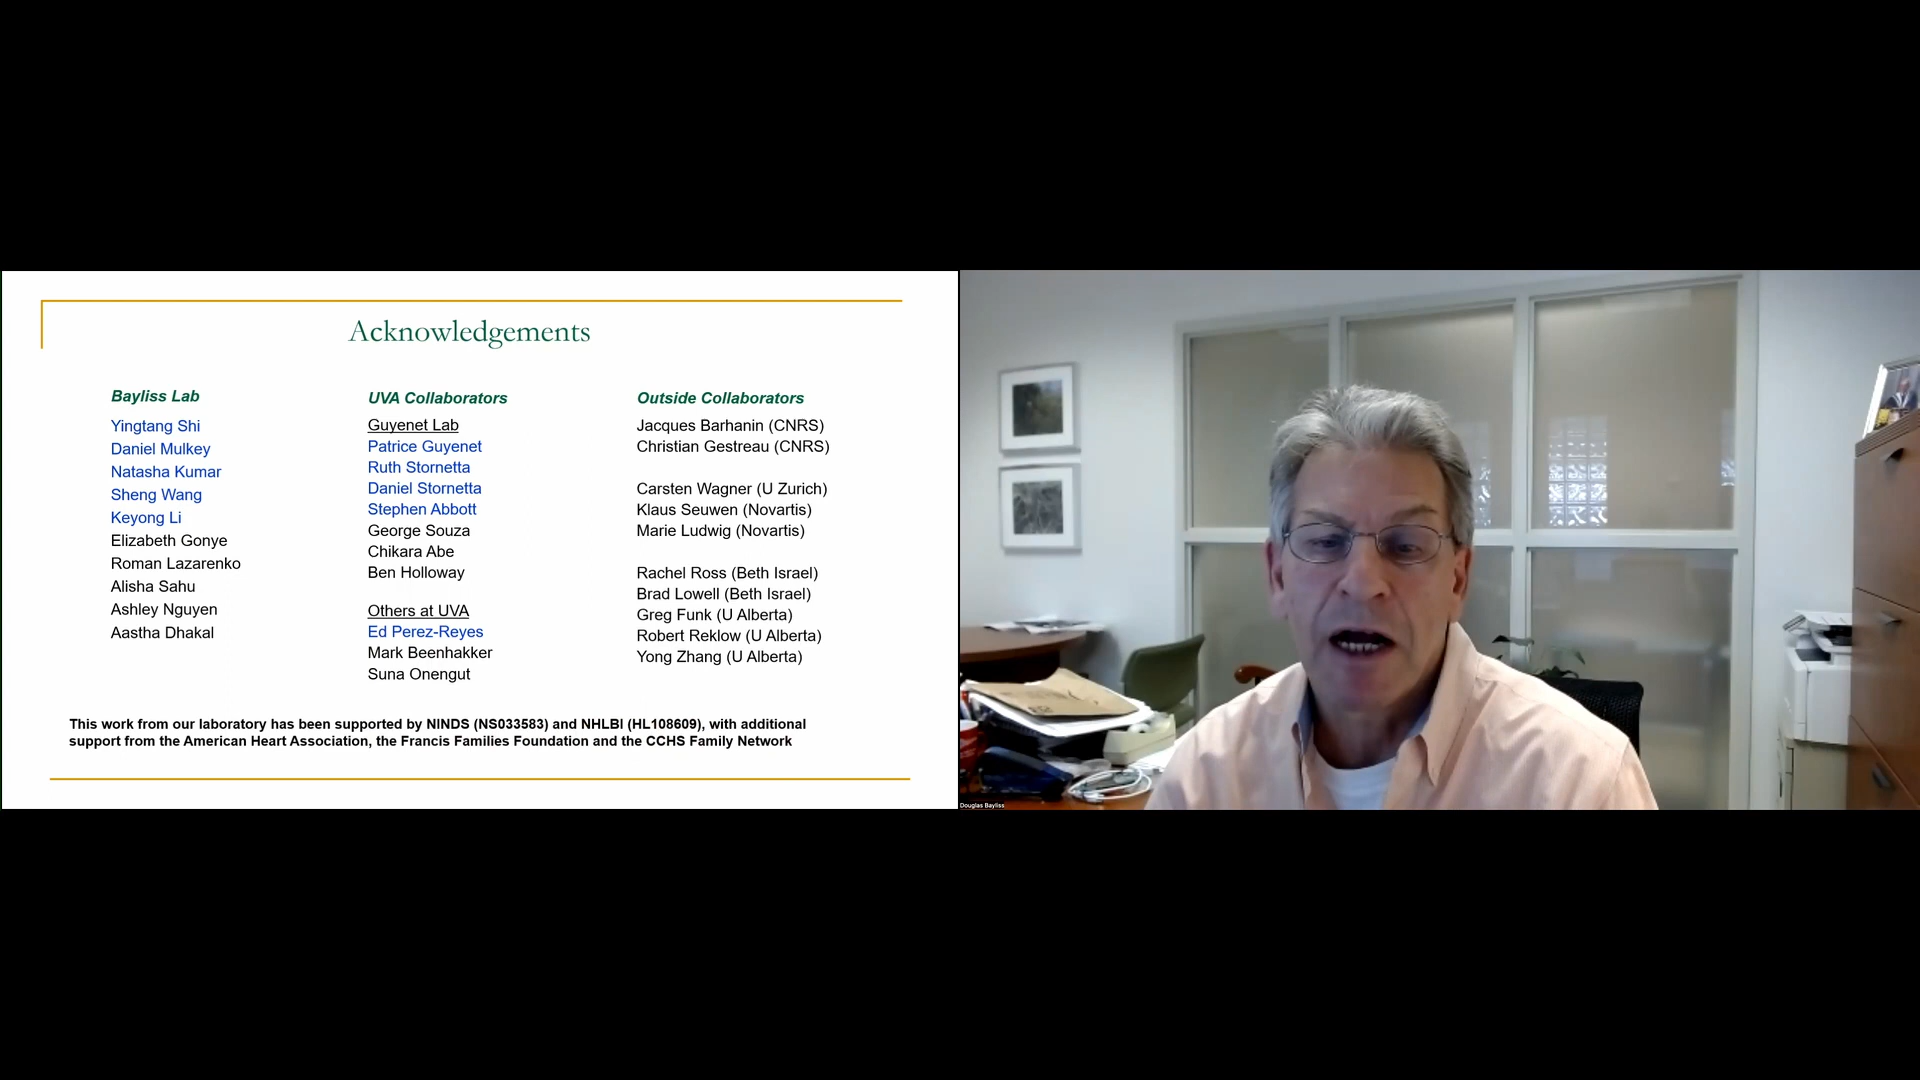 Acknowledgements
Bayliss Lab
Yingtang Shi
Daniel Mulkey
Natasha Kumar
Sheng Wang
Keyong Li
Elizabeth Gonye
Roman Lazarenko
Alisha Sahu
Ashley Nguyen
Aastha Dhakal
UVA Collaborators
Guyenet Lab
Patrice Guyenet
Ruth Stornetta
Daniel Stornetta
Stephen Abbott
George Souza
Chikara Abe
Ben Holloway
Others at UVA
Ed Perez-Reyes
Mark Beenhakker
Suna Onengut
Outside Collaborators
Jacques Barhanin (CNRS)
Christian Gestreau (CNRS)
Carsten Wagner (U Zurich)
Klaus Seuwen (Novartis)
Marie Ludwig (Novartis)
Rachel Ross (Beth Israel)
Brad Lowell (Beth Israel)
Greg Funk (U Alberta)
Robert Reklow (U Alberta)
Yong Zhang (U Alberta)
This work from our laboratory has been supported by NINDS (NS033583) and NHLBI (HL108609), with additional
support from the American Heart Association, the Francis Families Foundation and the CCHS Family Network
Douglas Bayliss